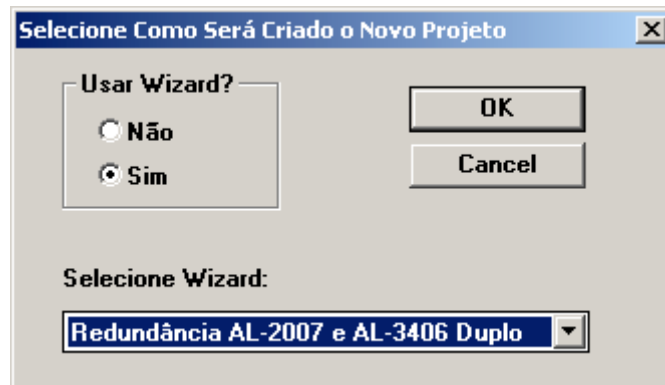 Selecione Como Será Criado o Novo Projeto
Usar Wizard?
Não
Sim
OK
Cancel
Selecione Wizard:
Redundância AL-2007 e AL-3406 Duplo